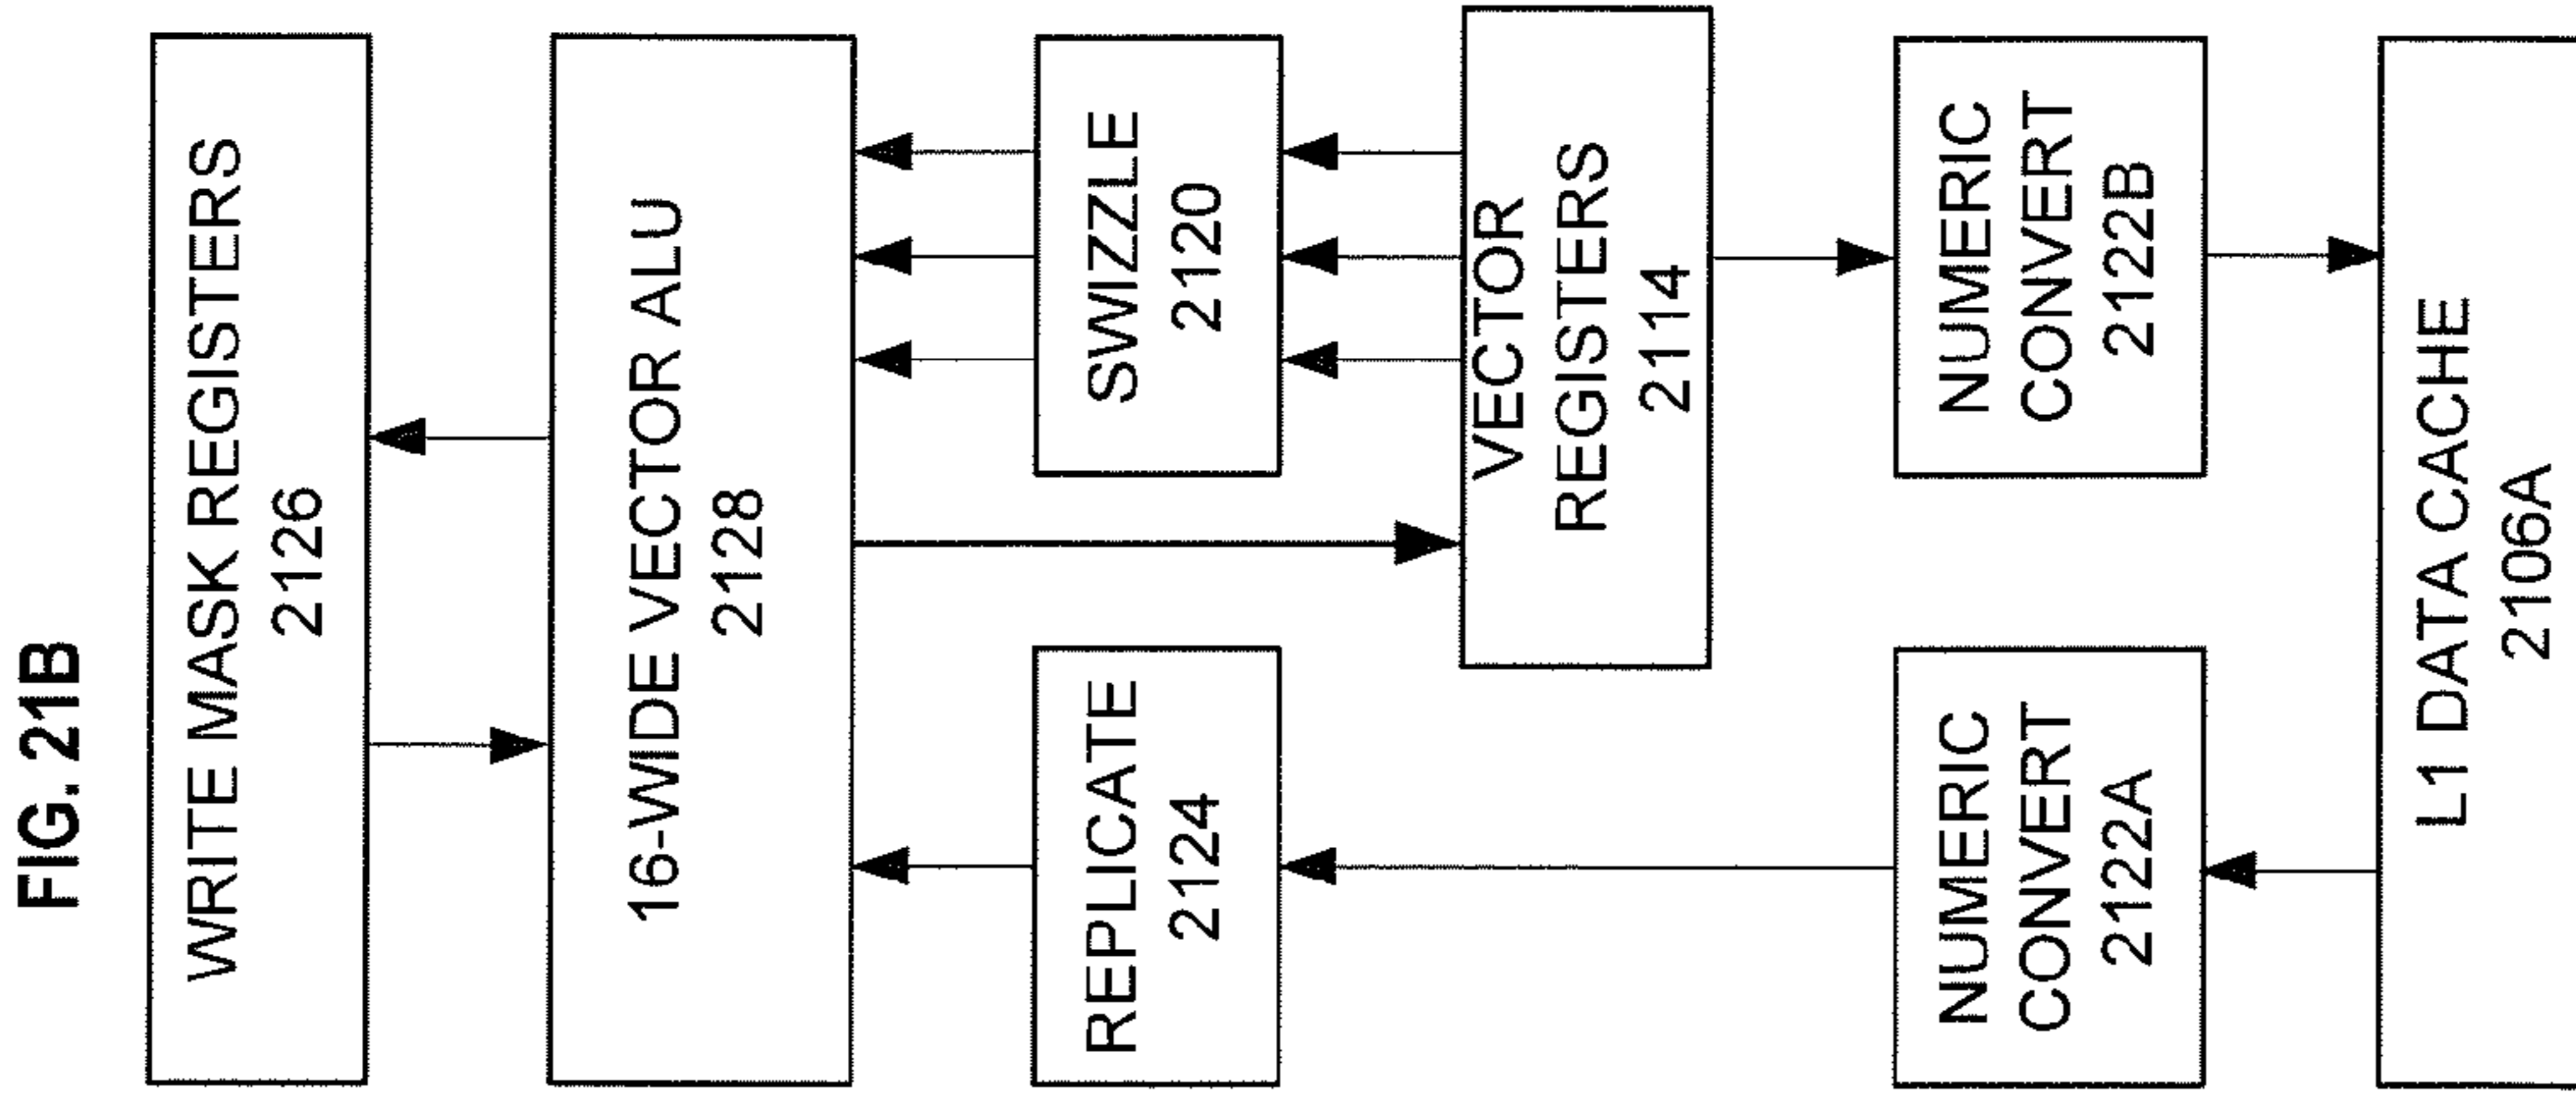 FIG. 21B
WRITE MASK REGISTERS
2126
16-WIDE VECTOR ALU
2128
REPLICATE
2124
SWIZZLE
2120
VECTOR
REGISTERS
2114
NUMERIC
CONVERT
2122A
NUMERIC
CONVERT
2122B
L1 DATA CACHE
2106A